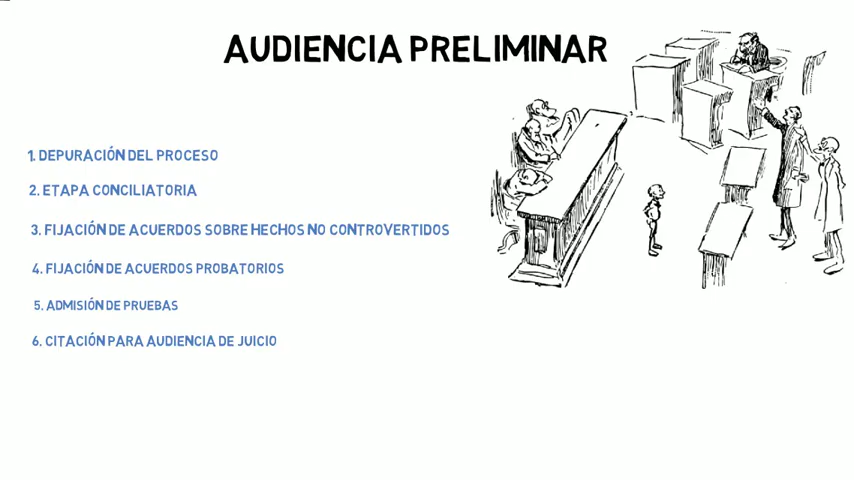 AUDIENCIA PRELIMINAR
1. DEPURACIÓN DEL PROCESO
2. ETAPA CONCILIATORIA
3. FIJACIÓN DE ACUERDOS SOBRE HECHOS NO CONTROVERTIDOS
4. FIJACIÓN DE ACUERDOS PROBATORIOS
5. ADMISIÓN DE PRUEBAS
6. CITACIÓN PARA AUDIENCIA DE JUICIO